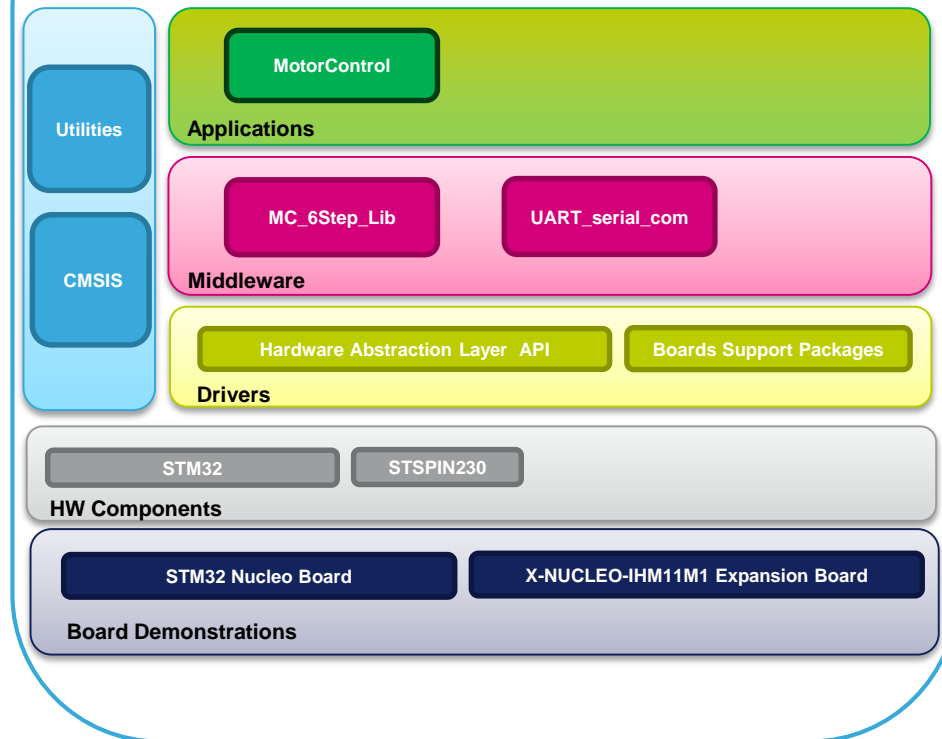 Utilities
CMSIS
MotorControl
Applications
MC_6Step_Lib
UART_serial_com
Middleware
Hardware Abstraction Layer API
Boards Support Packages
Drivers
STM32
STSPIN230
HW Components
STM32 Nucleo Board
X-NUCLEO-IHM11M1 Expansion Board
Board Demonstrations